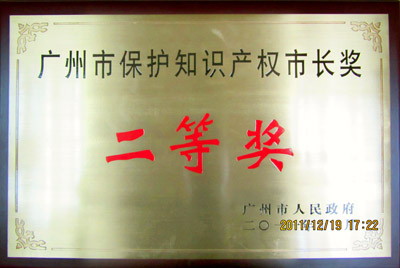 广州市保护知识产权市长奖
二等奖
广州市人民政府
二〇一
2011/12/19 17:22